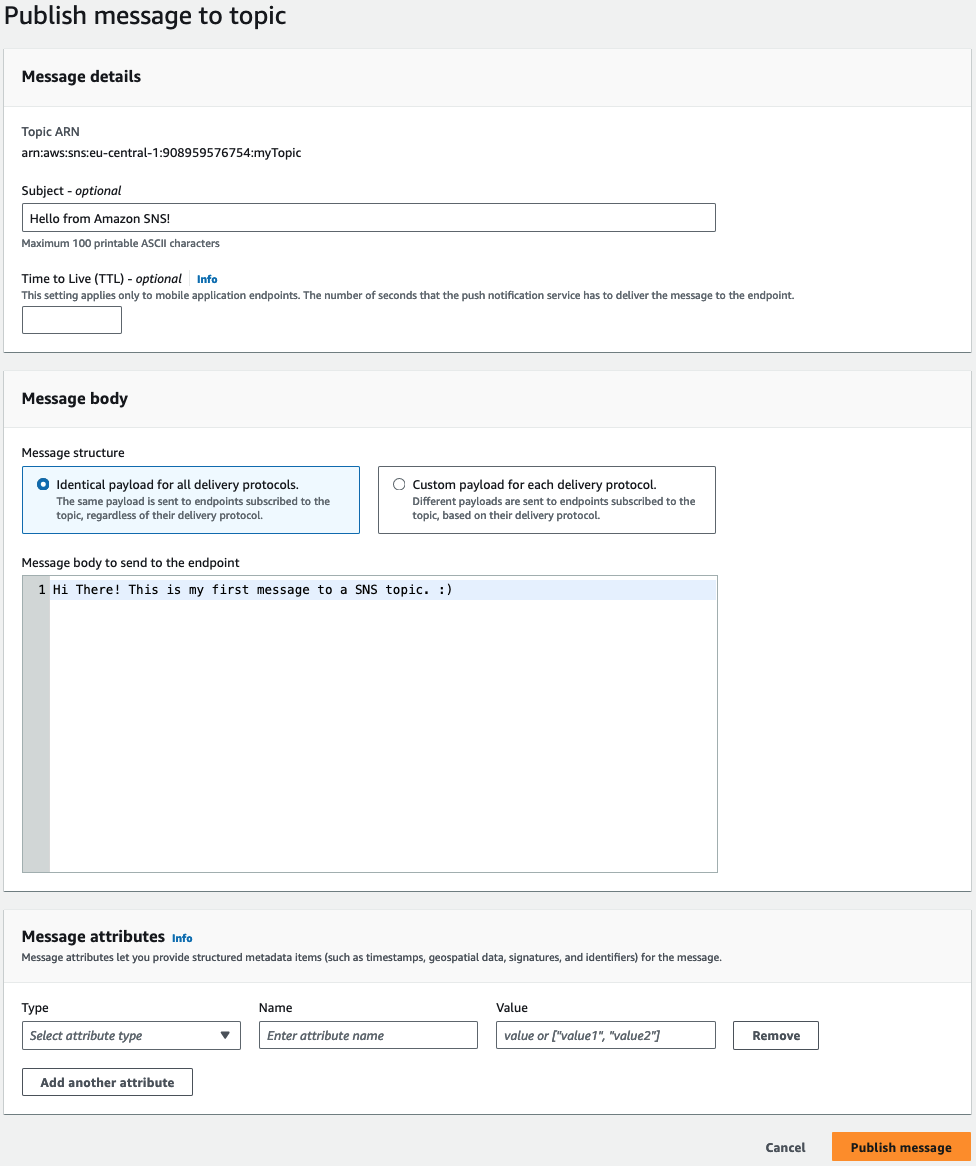 Publish message to topic
Message details
Topic ARN
arn:aws:sns:eu-central-1:908959576754:myTopic
Subject - optional
Hello from Amazon SNS!
Maximum 100 printable ASCII characters
Time to Live (TTL) - optional Info
This setting applies only to mobile application endpoints. The number of seconds that the push notification service has to deliver the message to the endpoint.
Message body
Message structure
Identical payload for all delivery protocols.
The same payload is sent to endpoints subscribed to the
topic, regardless of their delivery protocol.
Custom payload for each delivery protocol.
Different payloads are sent to endpoints subscribed to the
topic, based on their delivery protocol.
Message body to send to the endpoint
1 Hi There! This is my first message to a SNS topic. :)
Message attributes Info
Message attributes let you provide structured metadata items (such as timestamps, geospatial data, signatures, and identifiers) for the message.
Type Name Value
Select attribute type Enter attribute name value or ["value1", "value2"] Remove
Add another attribute
Cancel Publish message